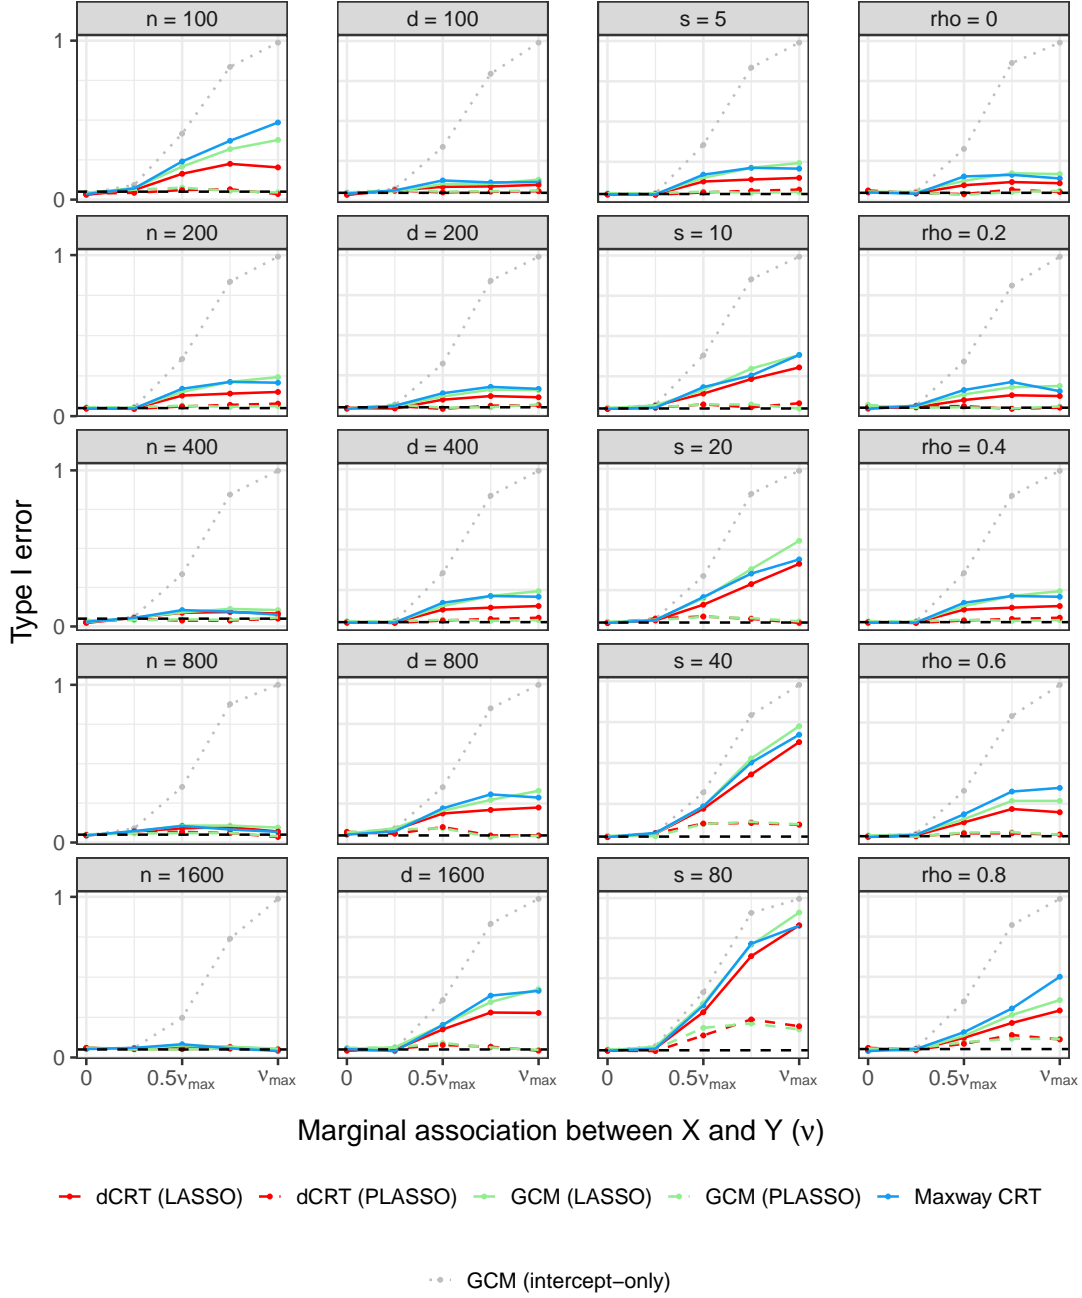 n = 100
d = 100
s = 5
rho = 0
1
0
n = 200
d = 200
s = 10
rho = 0.2
1
0
n = 400
d = 400
s = 20
rho = 0.4
1
0
n = 800
d = 800
s = 40
rho = 0.6
1
0
n = 1600
d = 1600
s = 80
rho = 0.8
1
0
Type I error
0 0.5νmax νmax
0 0.5νmax νmax
0 0.5νmax νmax
0 0.5νmax νmax
Marginal association between X and Y (ν)
dCRT (LASSO) dCRT (PLASSO) GCM (LASSO) GCM (PLASSO) Maxway CRT
GCM (intercept−only)